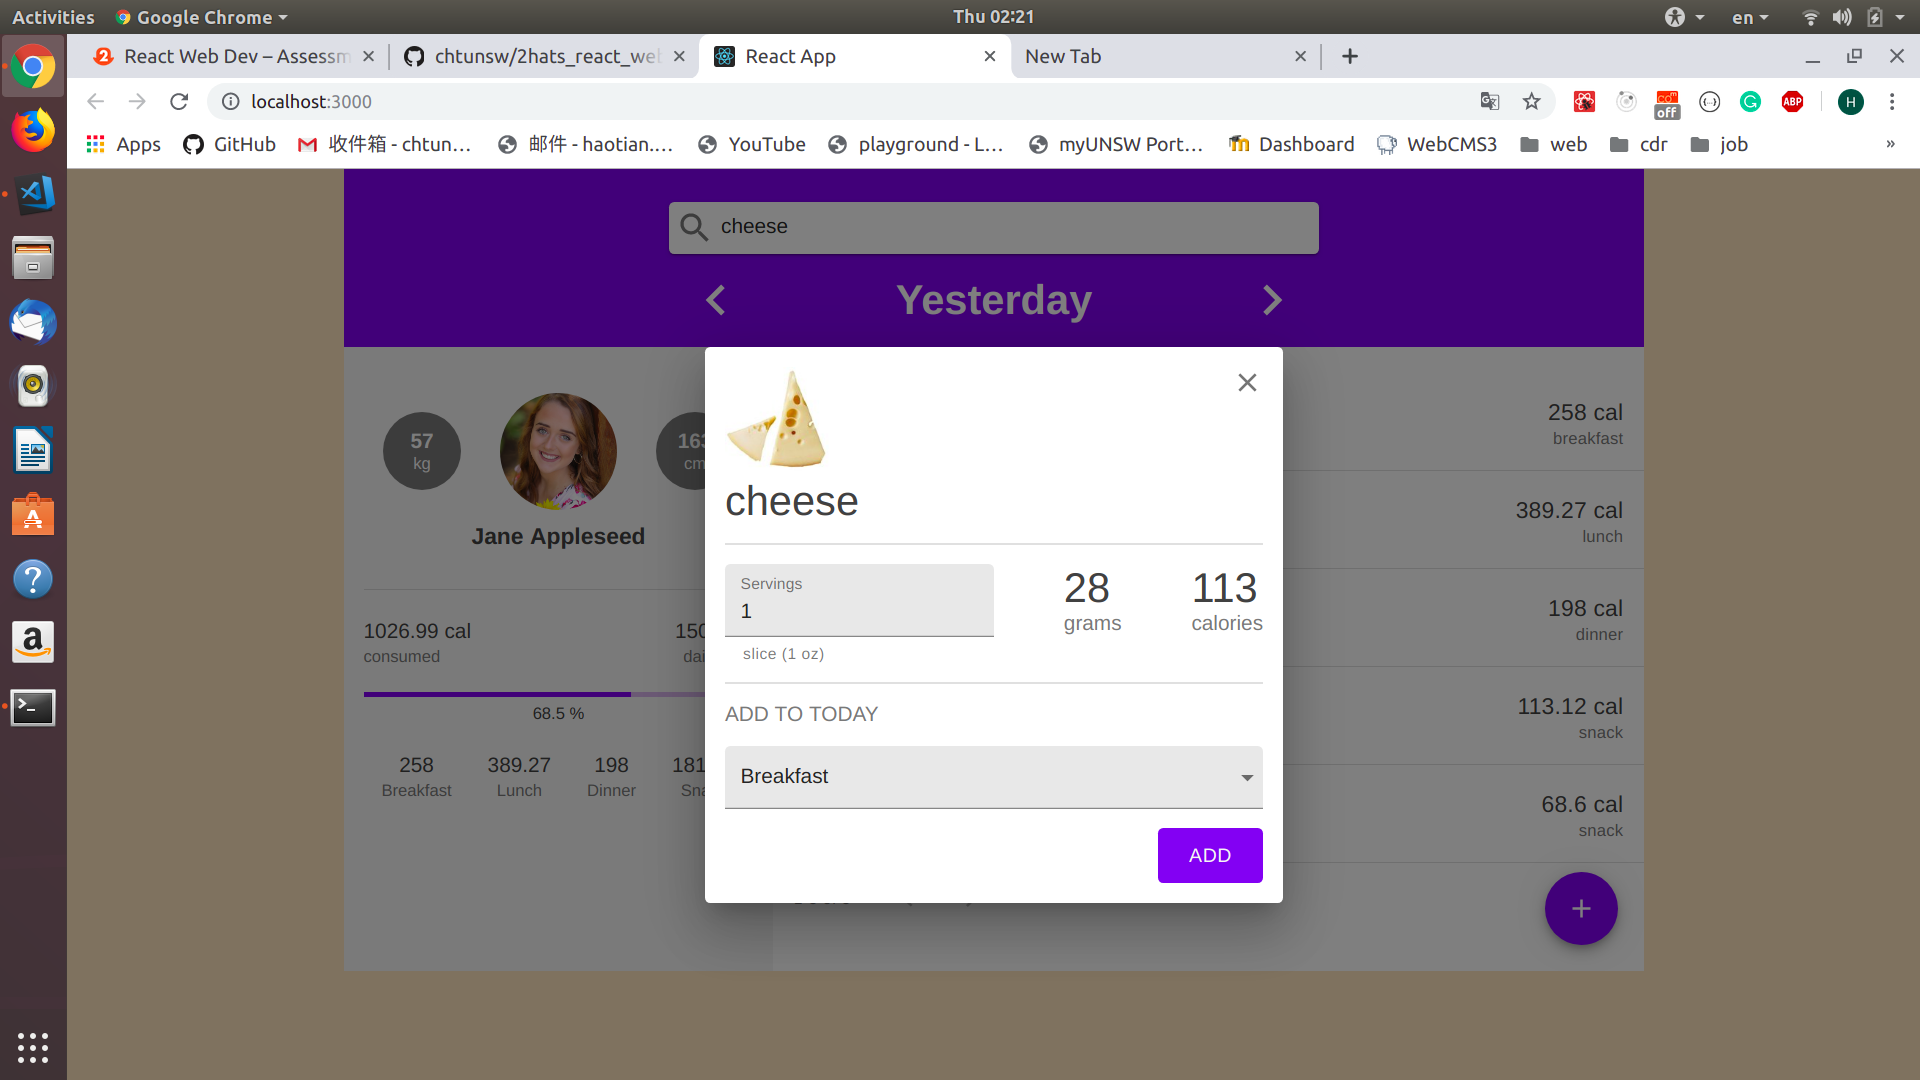 Activities Google Chrome Thu 02:21 en
React Web Dev – Assessm chtunsw/2hats_react_we React App New Tab
localhost:3000 off ABP H
Apps GitHub 收件箱 - chtun... 邮件 - haotian.... YouTube playground - L... myUNSW Port... Dashboard WebCMS3 web cdr job »
cheese
Yesterday
57
kg
163
cm
Jane Appleseed
1026.99 cal
consumed
150
dai
68.5 %
258 389.27 198 181
Breakfast Lunch Dinner Sna
cheese
Servings
1
slice (1 oz)
28
grams
113
calories
ADD TO TODAY
Breakfast
ADD
258 cal
breakfast
389.27 cal
lunch
198 cal
dinner
113.12 cal
snack
68.6 cal
snack
+